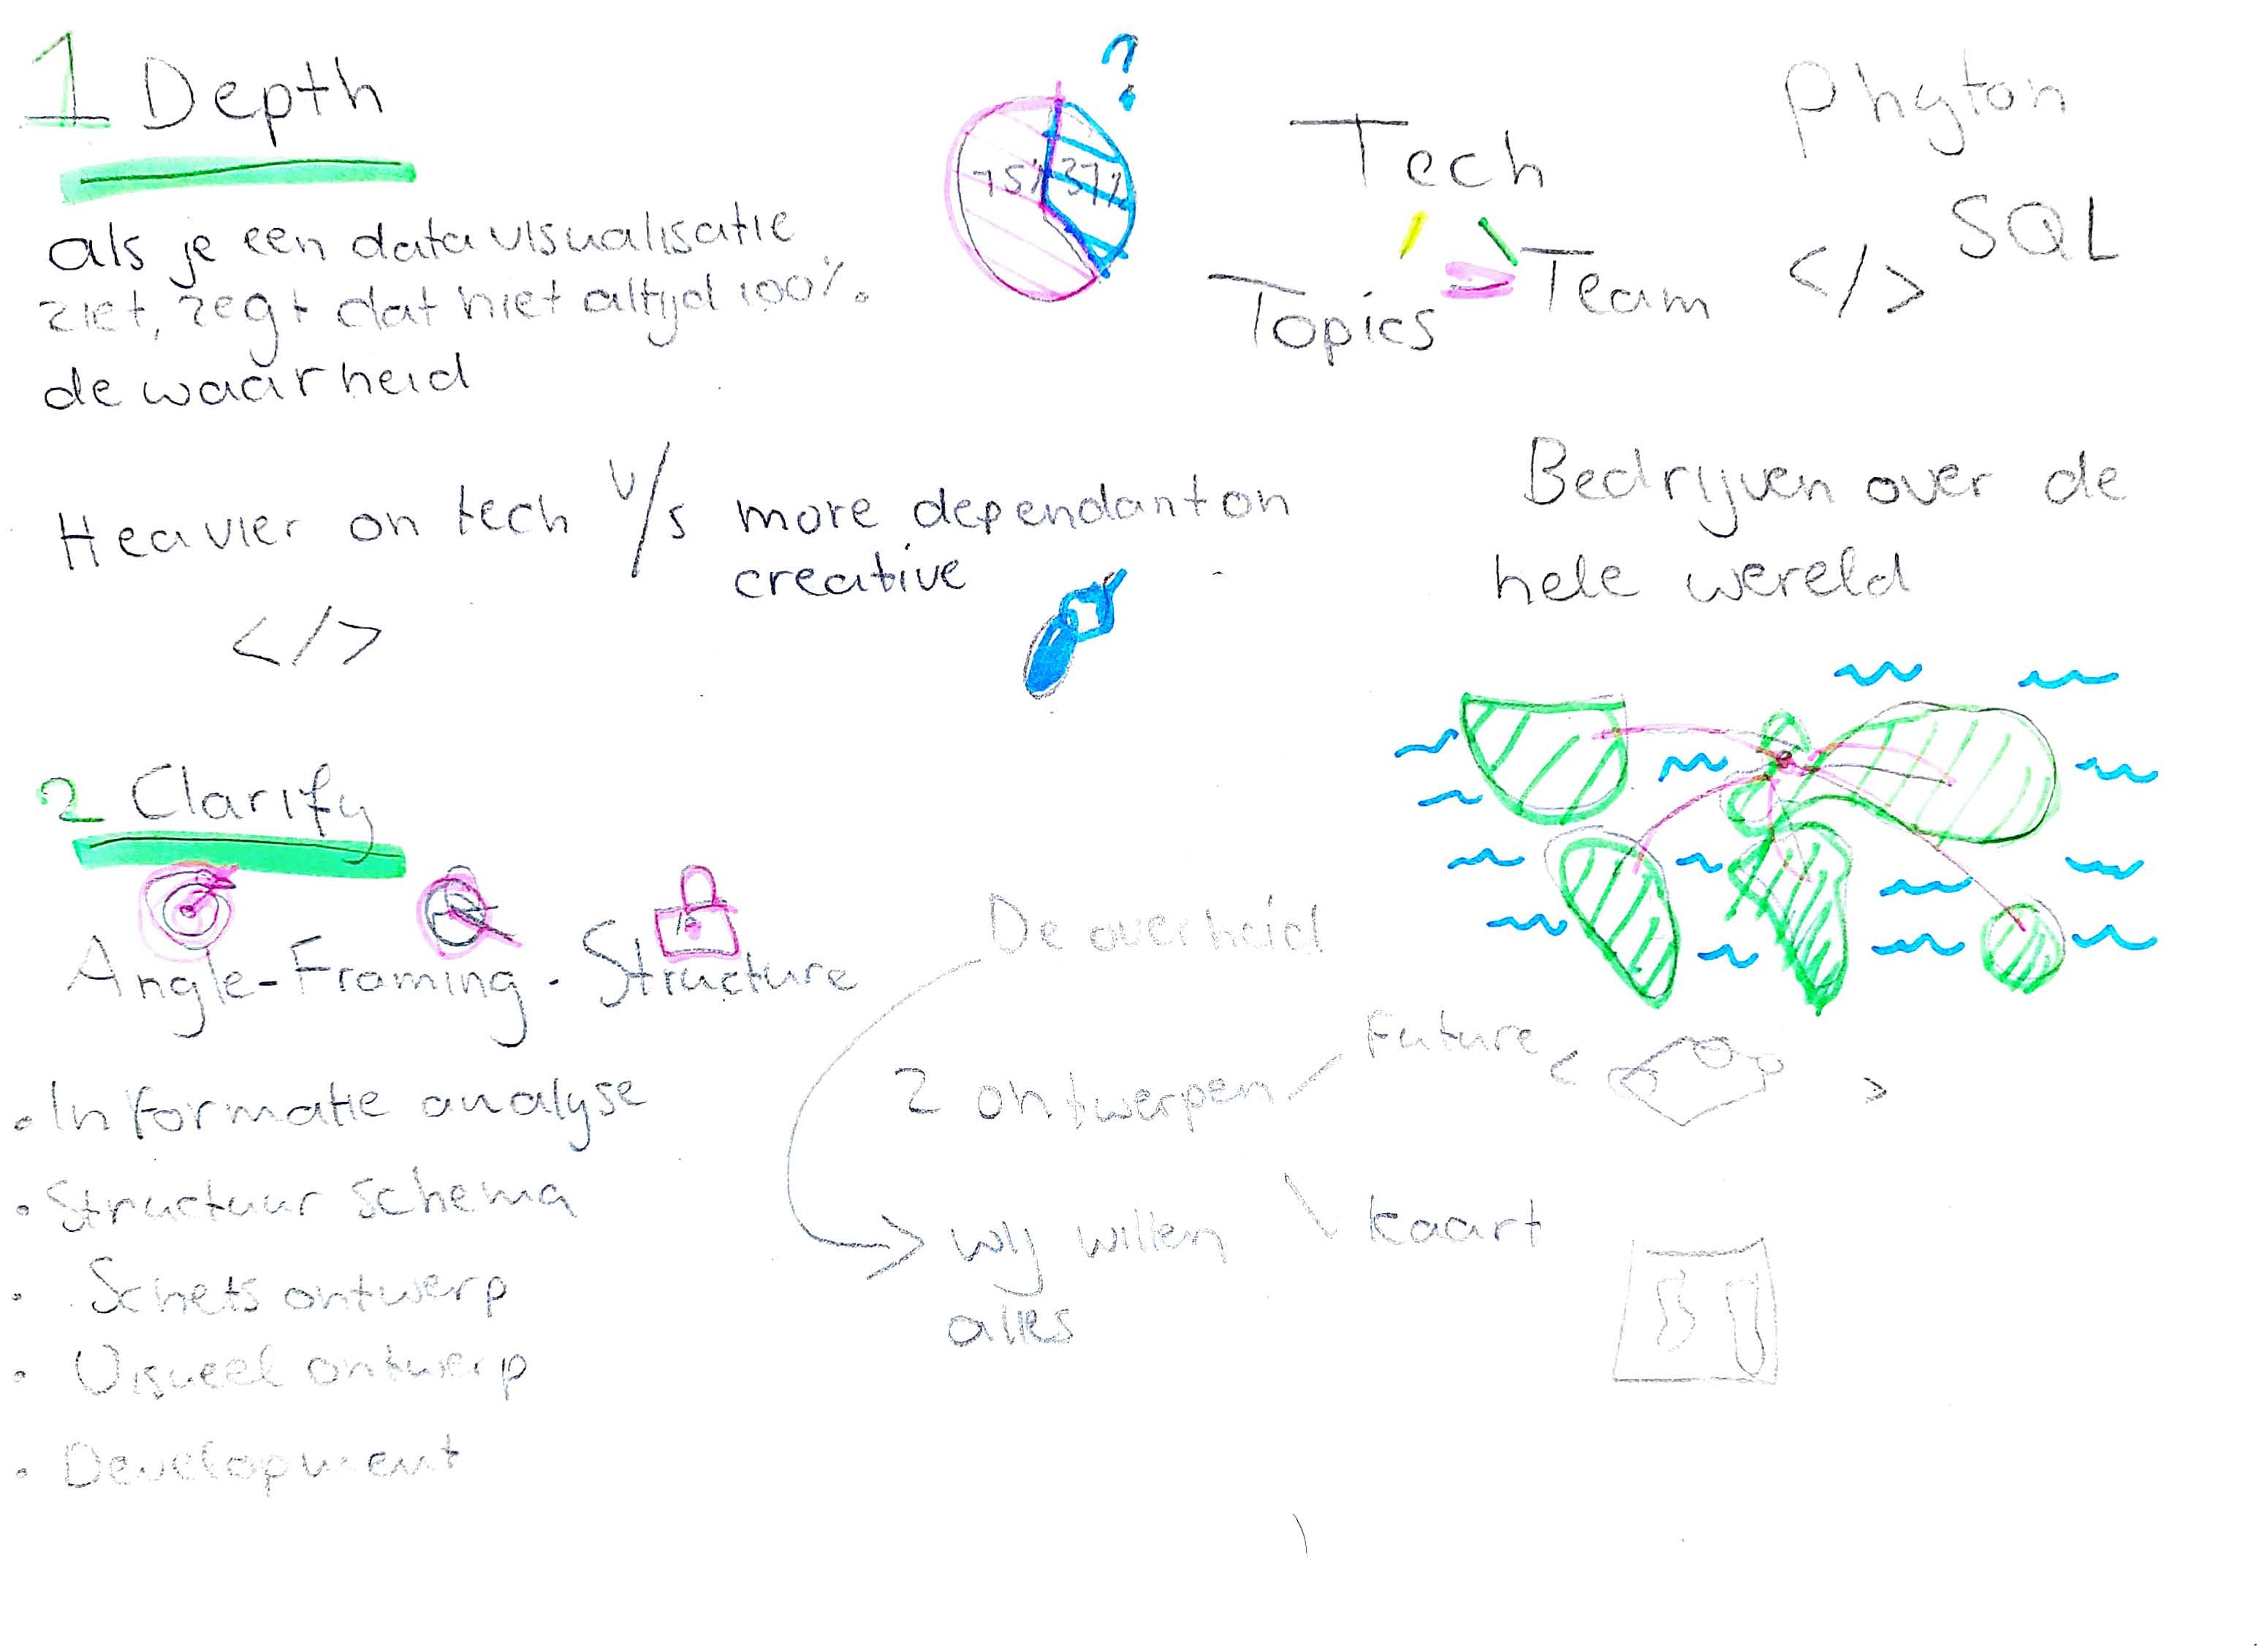 1 Depth
als je een data visualisatie
ziet, zegt dat niet altijd 100%
de waarheid
?
75% 37%
Tech
Topics
Team
Phyton
SQL
</>
Heavier on tech v/s more dependant on
creative
</>
Bedrijven over de
hele wereld
2 Clarify
Angle-Framing. Structure
• Informatie analyse
• Structuur schema
• Schets ontwerp
• Visueel ontwerp
• Development
De overheid
2 ontwerpen
Future
< >
kaart
wij willen
alles